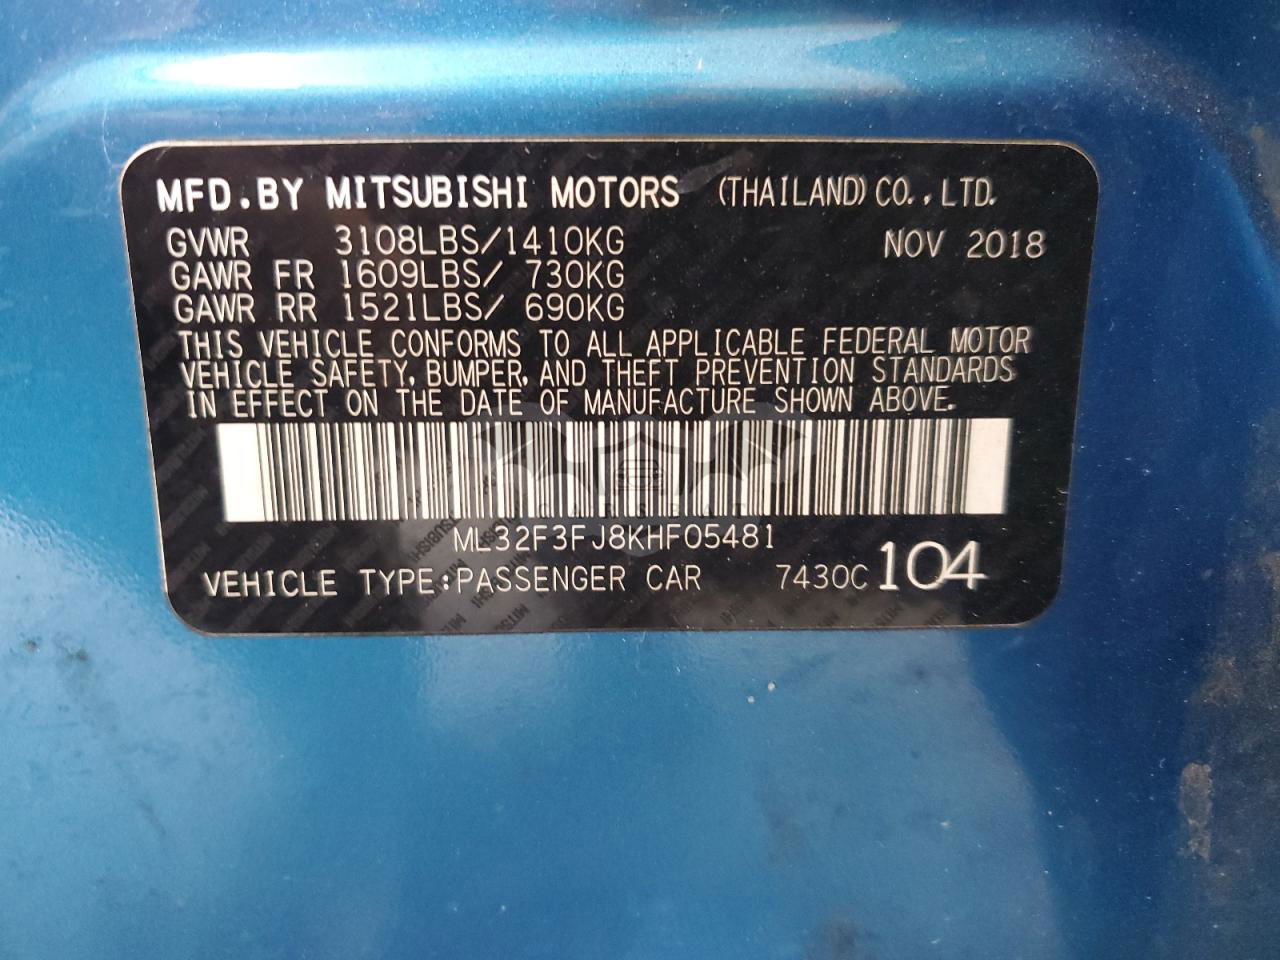 MFD.BY MITSUBISHI MOTORS (THAILAND) CO.,LTD.
GVWR 3108LBS/1410KG NOV 2018
GAWR FR 1609LBS/ 730KG
GAWR RR 1521LBS/ 690KG
THIS VEHICLE CONFORMS TO ALL APPLICABLE FEDERAL MOTOR
VEHICLE SAFETY, BUMPER, AND THEFT PREVENTION STANDARDS
IN EFFECT ON THE DATE OF MANUFACTURE SHOWN ABOVE.
ML32F3FJ8KHF05481
VEHICLE TYPE:PASSENGER CAR 7430C 104